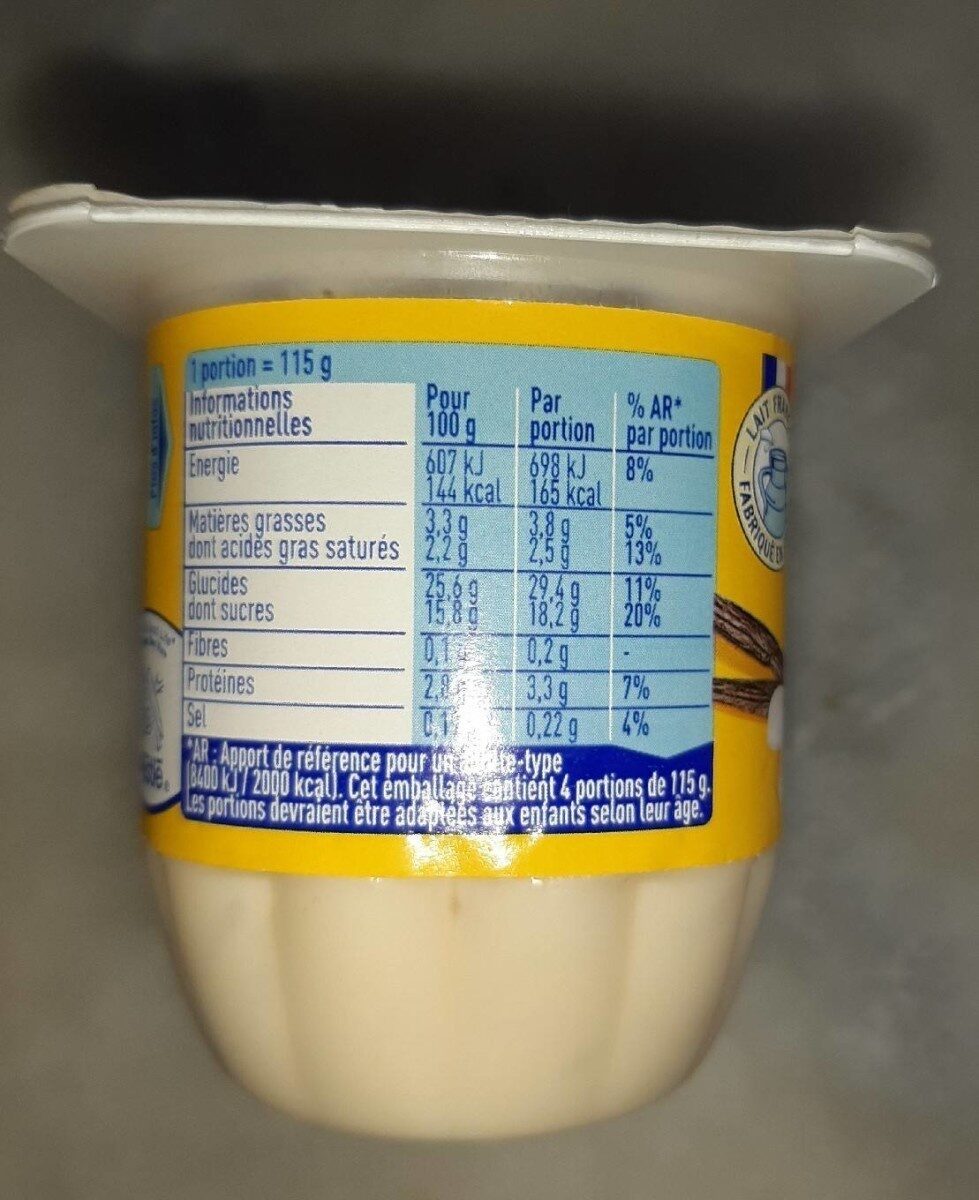 1 portion = 115 g
Informations nutritionnelles Pour 100 g Par portion % AR* par portion
Energie 607 kJ 698 kJ 8%
144 kcal 165 kcal
Matières grasses 3,3 g 3,8 g 5%
dont acides gras saturés 2,2 g 2,5 g 13%
Glucides 25,6 g 29,4 g 11%
dont sucres 15,8 g 18,2 g 20%
Fibres 0,2 g -
Protéines 3,3 g 7%
Sel 0,22 g 4%
*AR : Apport de référence pour un
(8400 kJ / 2000 kcal). Cet emballage contient 4 portions de 115 g.
Les portions devraient être adaptées aux enfants selon leur âge.
LAIT
FABRIQUÉ EN